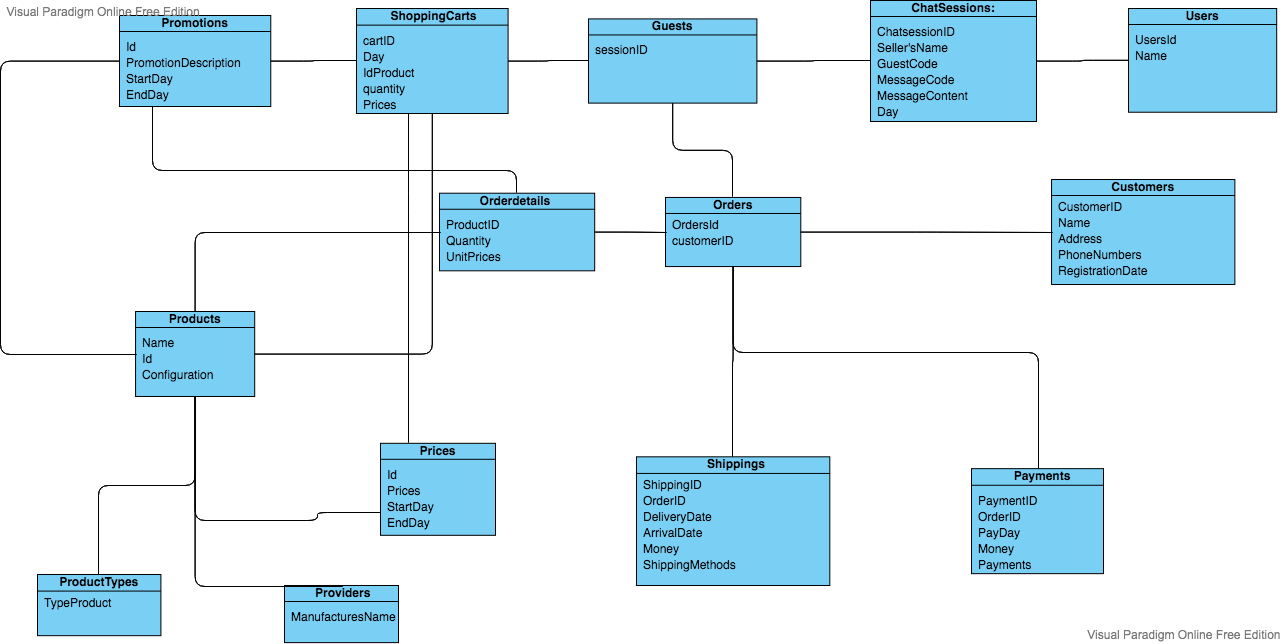 Visual Paradigm Online Free Edition
Promotions
Id
PromotionDescription
StartDay
EndDay
ShoppingCarts
cartID
Day
IdProduct
quantity
Prices
Guests
sessionID
ChatSessions:
ChatsessionID
Seller'sName
GuestCode
MessageCode
MessageContent
Day
Users
UsersId
Name
Orderdetails
ProductID
Quantity
UnitPrices
Orders
OrdersId
customerID
Customers
CustomerID
Name
Address
PhoneNumbers
RegistrationDate
Products
Name
Id
Configuration
Prices
Id
Prices
StartDay
EndDay
Shippings
ShippingID
OrderID
DeliveryDate
ArrivalDate
Money
ShippingMethods
Payments
PaymentID
OrderID
PayDay
Money
Payments
ProductTypes
TypeProduct
Providers
ManufacturesName
Visual Paradigm Online Free Edition